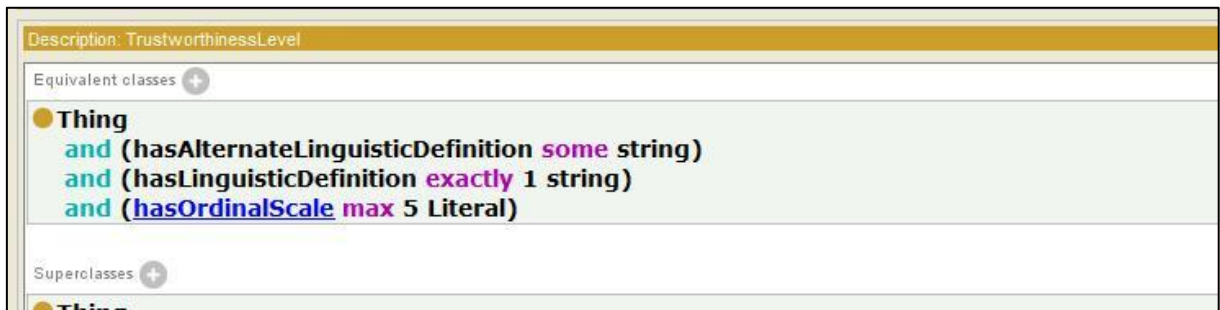 Description: TrustworthinessLevel
Equivalent classes
Thing
and (hasAlternateLinguisticDefinition some string)
and (hasLinguisticDefinition exactly 1 string)
and (hasOrdinalScale max 5 Literal)
Superclasses
Thing